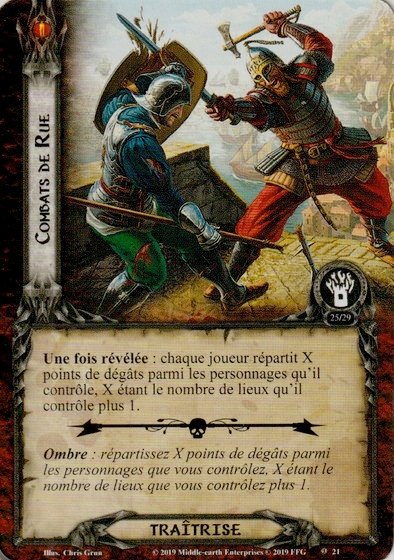 COMBATS DE RUE
25/29
Une fois révélée : chaque joueur répartit X
points de dégâts parmi les personnages qu'il
contrôle, X étant le nombre de lieux qu'il
contrôle plus 1.
Ombre : répartissez X points de dégâts parmi
les personnages que vous contrôlez, X étant le
nombre de lieux que vous contrôlez plus 1.
TRAÎTRISE
Illus. Chris Grun © 2019 Middle-earth Enterprises © 2019 FFG 21